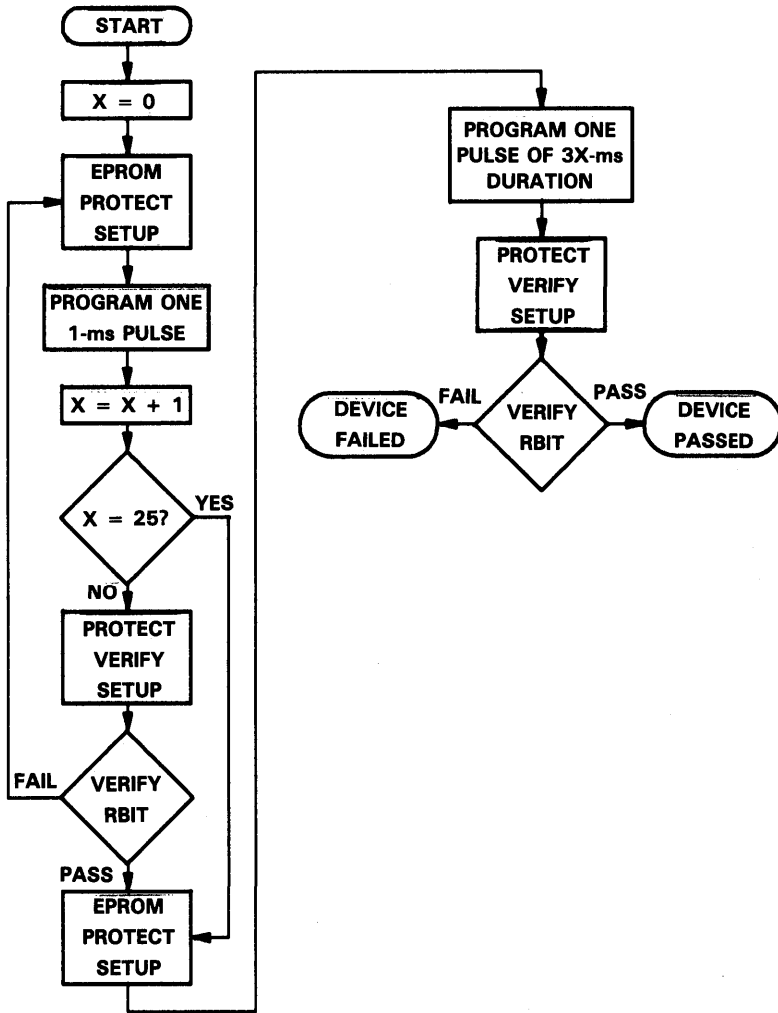 START
X = 0
EPROM
PROTECT
SETUP
PROGRAM ONE
1-ms PULSE
X = X + 1
X = 25?
YES
NO
PROTECT
VERIFY
SETUP
VERIFY
RBIT
FAIL
PASS
EPROM
PROTECT
SETUP
PROGRAM ONE
PULSE OF 3X-ms
DURATION
PROTECT
VERIFY
SETUP
VERIFY
RBIT
FAIL
PASS
DEVICE
FAILED
DEVICE
PASSED